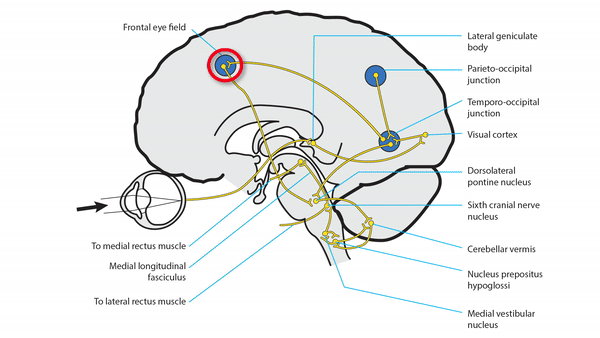 Frontal eye field
Lateral geniculate
body
Parieto-occipital
junction
Temporo-occipital
junction
Visual cortex
Dorsolateral
pontine nucleus
Sixth cranial nerve
nucleus
Cerebellar vermis
Nucleus prepositus
hypoglossi
Medial vestibular
nucleus
To medial rectus muscle
Medial longitudinal
fasciculus
To lateral rectus muscle